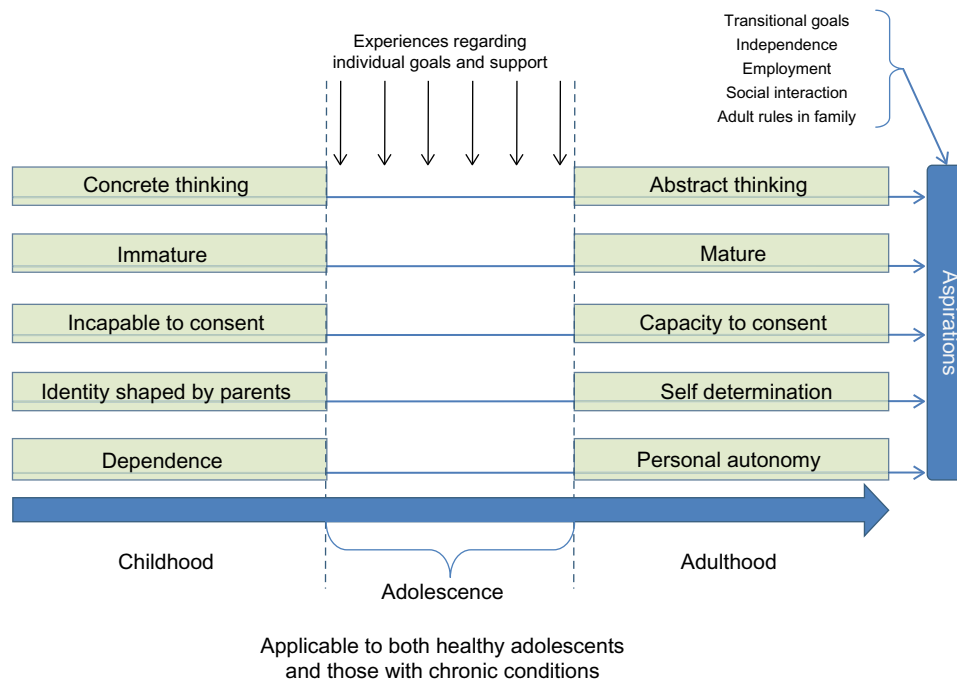 Transitional goals
Independence
Employment
Social interaction
Adult rules in family
Experiences regarding
individual goals and support
Concrete thinking
Abstract thinking
Immature
Mature
Incapable to consent
Capacity to consent
Identity shaped by parents
Self determination
Dependence
Personal autonomy
Aspirations
Childhood
Adolescence
Adulthood
Applicable to both healthy adolescents
and those with chronic conditions